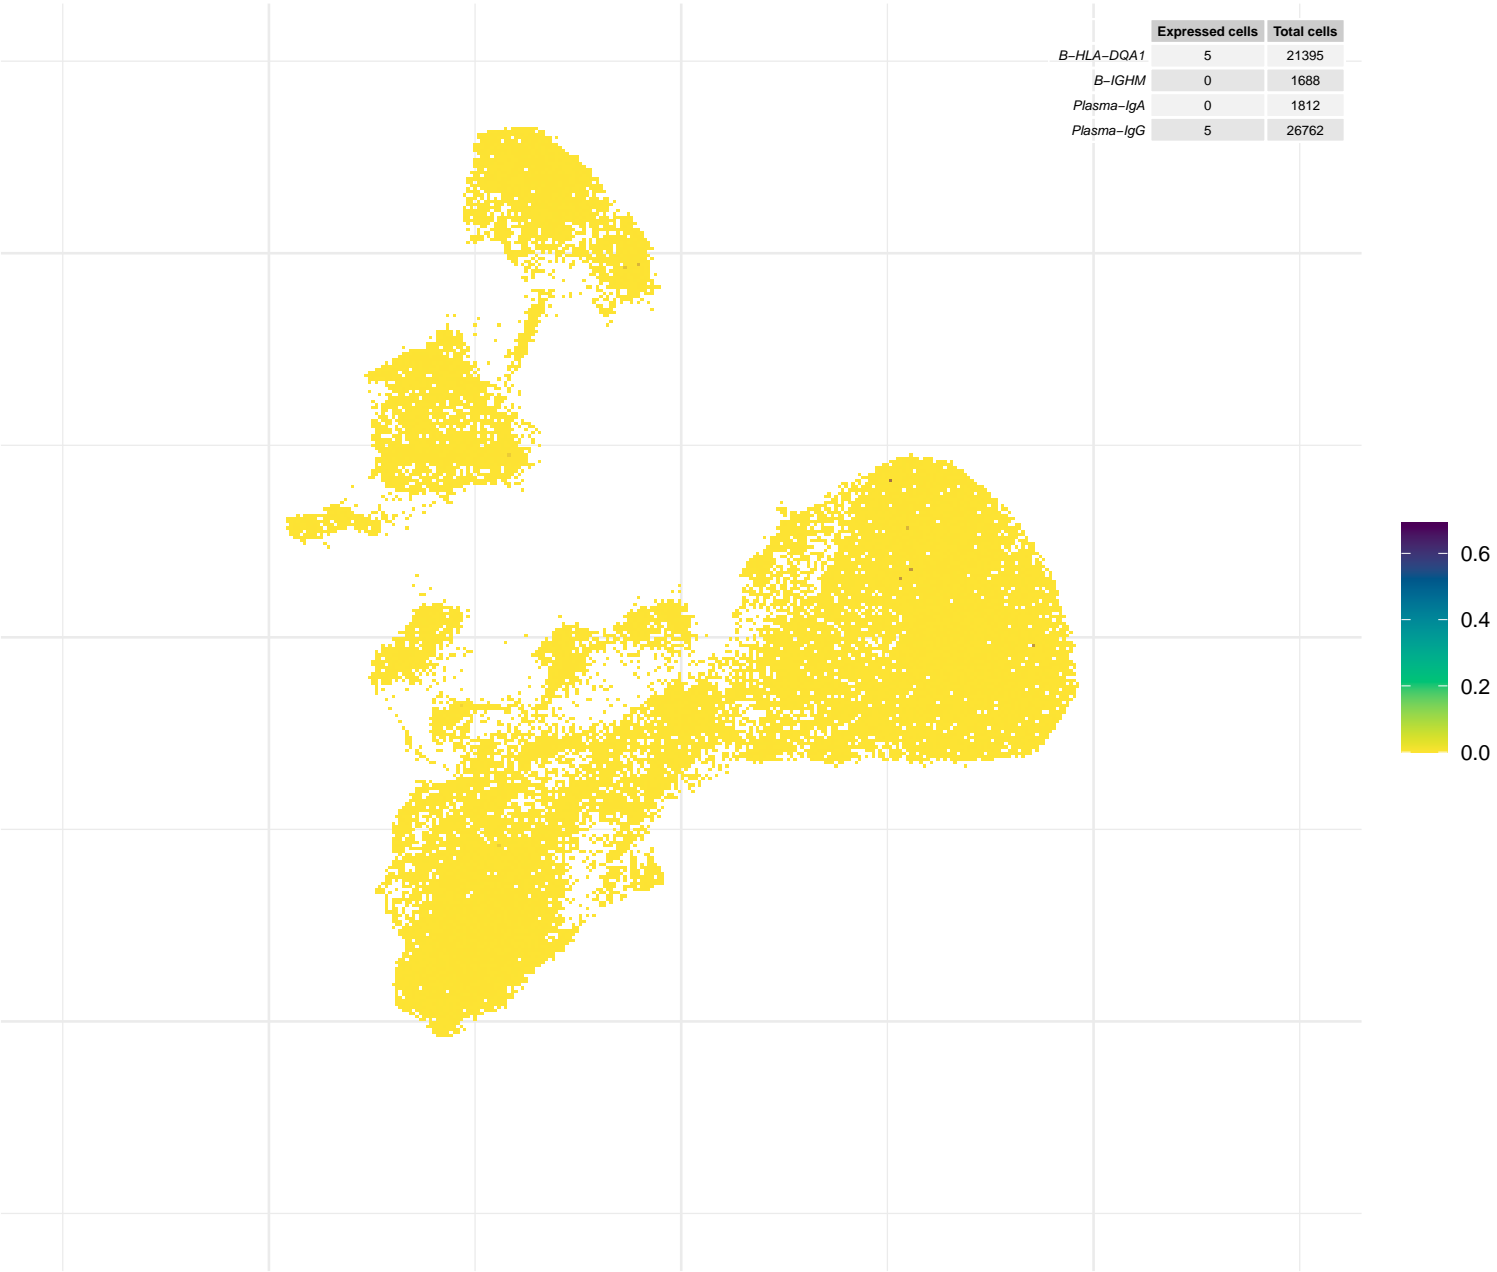 Expressed cells Total cells
B–HLA–DQA1 5 21395
B–IGHM 0 1688
Plasma–IgA 0 1812
Plasma–IgG 5 26762
0.6
0.4
0.2
0.0